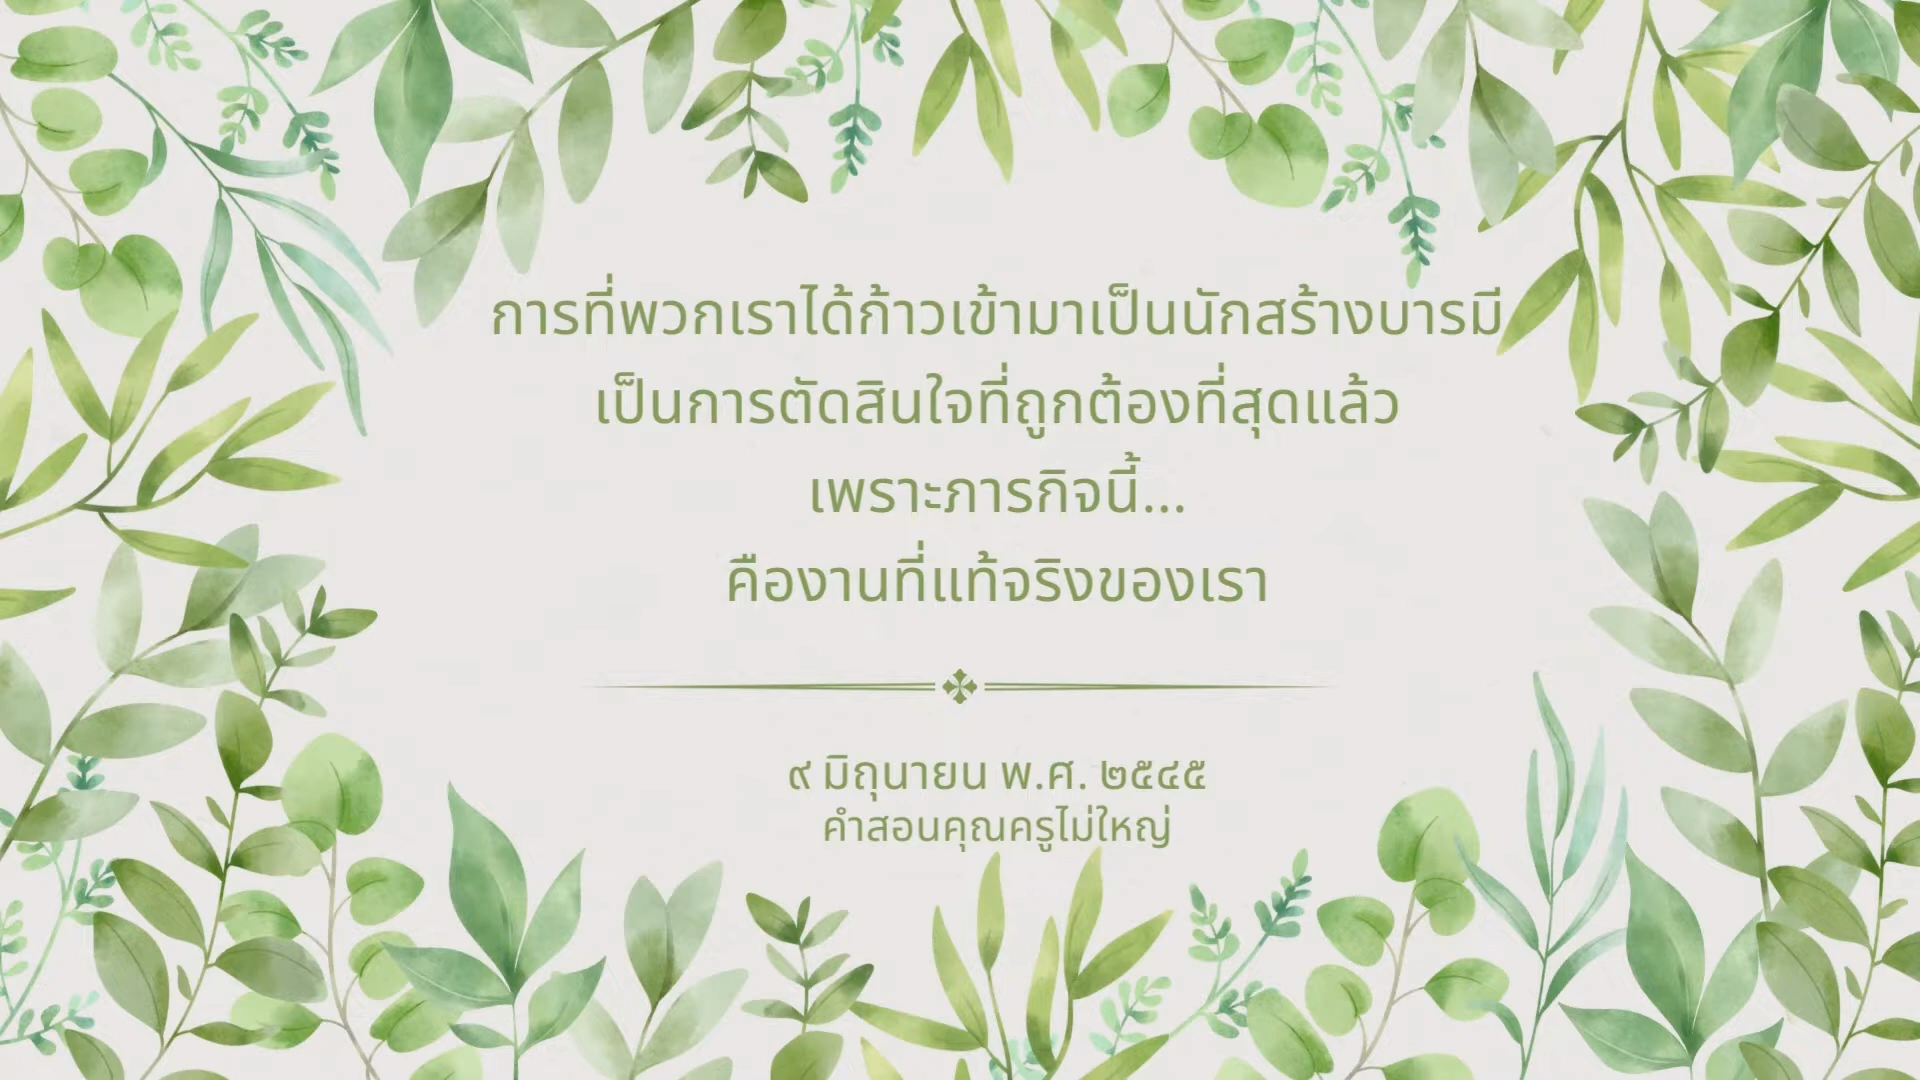 การที่พวกเราได้ก้าวเข้ามาเป็นนักสร้างบารมี
เป็นการตัดสินใจที่ถูกต้องที่สุดแล้ว
เพราะภารกิจนี้...
คืองานที่แท้จริงของเรา
๙ มิถุนายน พ.ศ. ๒๕๔๕
คำสอนคุณครูไม่ใหญ่